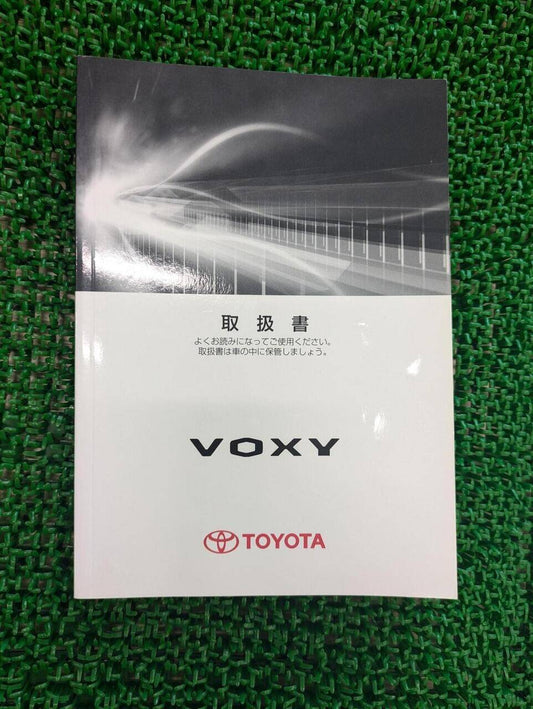 取扱書
よくお読みになってご使用ください。
取扱書は車の中に保管しましょう。
VOXY
TOYOTA